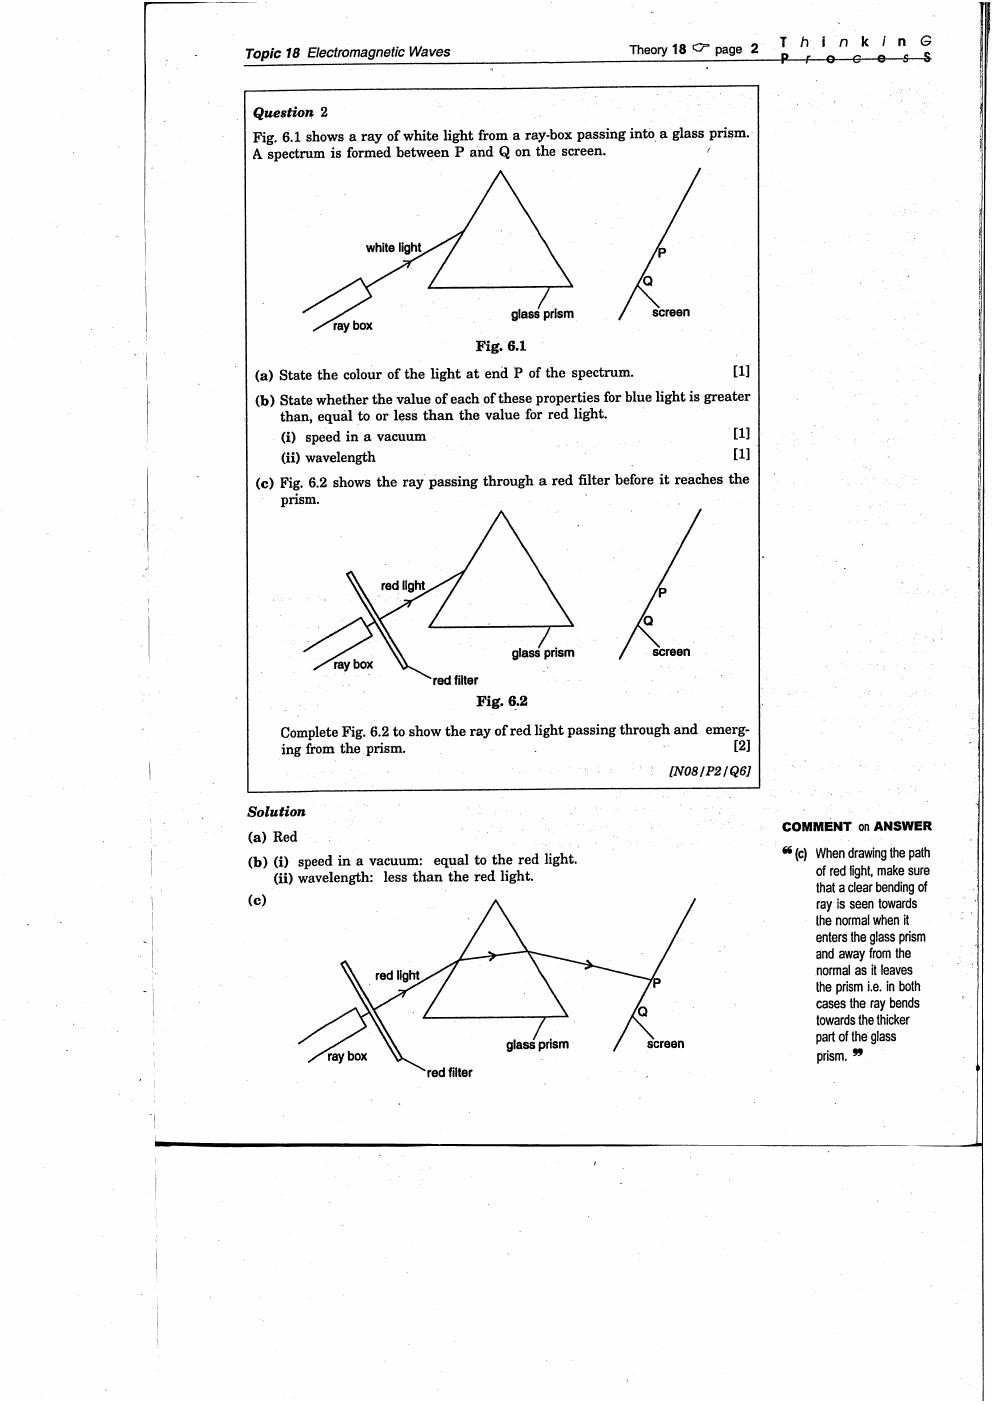 Topic 18 Electromagnetic Waves
Theory 18 ☞ page 2
ThinkinG
ProcesS
Question 2
Fig. 6.1 shows a ray of white light from a ray-box passing into a glass prism.
A spectrum is formed between P and Q on the screen.
white light
P
Q
glass prism
screen
ray box
Fig. 6.1
(a) State the colour of the light at end P of the spectrum. [1]
(b) State whether the value of each of these properties for blue light is greater
than, equal to or less than the value for red light.
(i) speed in a vacuum [1]
(ii) wavelength [1]
(c) Fig. 6.2 shows the ray passing through a red filter before it reaches the
prism.
red light
P
Q
glass prism
screen
ray box
red filter
Fig. 6.2
Complete Fig. 6.2 to show the ray of red light passing through and emerg-
ing from the prism. [2]
[N08/P2/Q6]
Solution
(a) Red
(b) (i) speed in a vacuum: equal to the red light.
(ii) wavelength: less than the red light.
(c)
red light
P
Q
glass prism
screen
ray box
red filter
COMMENT on ANSWER
❝ (c) When drawing the path
of red light, make sure
that a clear bending of
ray is seen towards
the normal when it
enters the glass prism
and away from the
normal as it leaves
the prism i.e. in both
cases the ray bends
towards the thicker
part of the glass
prism. ❞